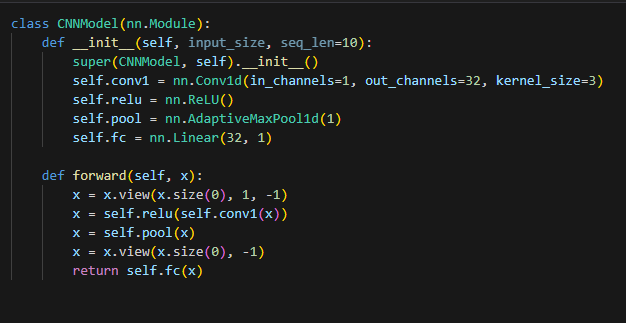 class CNNModel(nn.Module):
    def __init__(self, input_size, seq_len=10):
        super(CNNModel, self).__init__()
        self.conv1 = nn.Conv1d(in_channels=1, out_channels=32, kernel_size=3)
        self.relu = nn.ReLU()
        self.pool = nn.AdaptiveMaxPool1d(1)
        self.fc = nn.Linear(32, 1)

    def forward(self, x):
        x = x.view(x.size(0), 1, -1)
        x = self.relu(self.conv1(x))
        x = self.pool(x)
        x = x.view(x.size(0), -1)
        return self.fc(x)